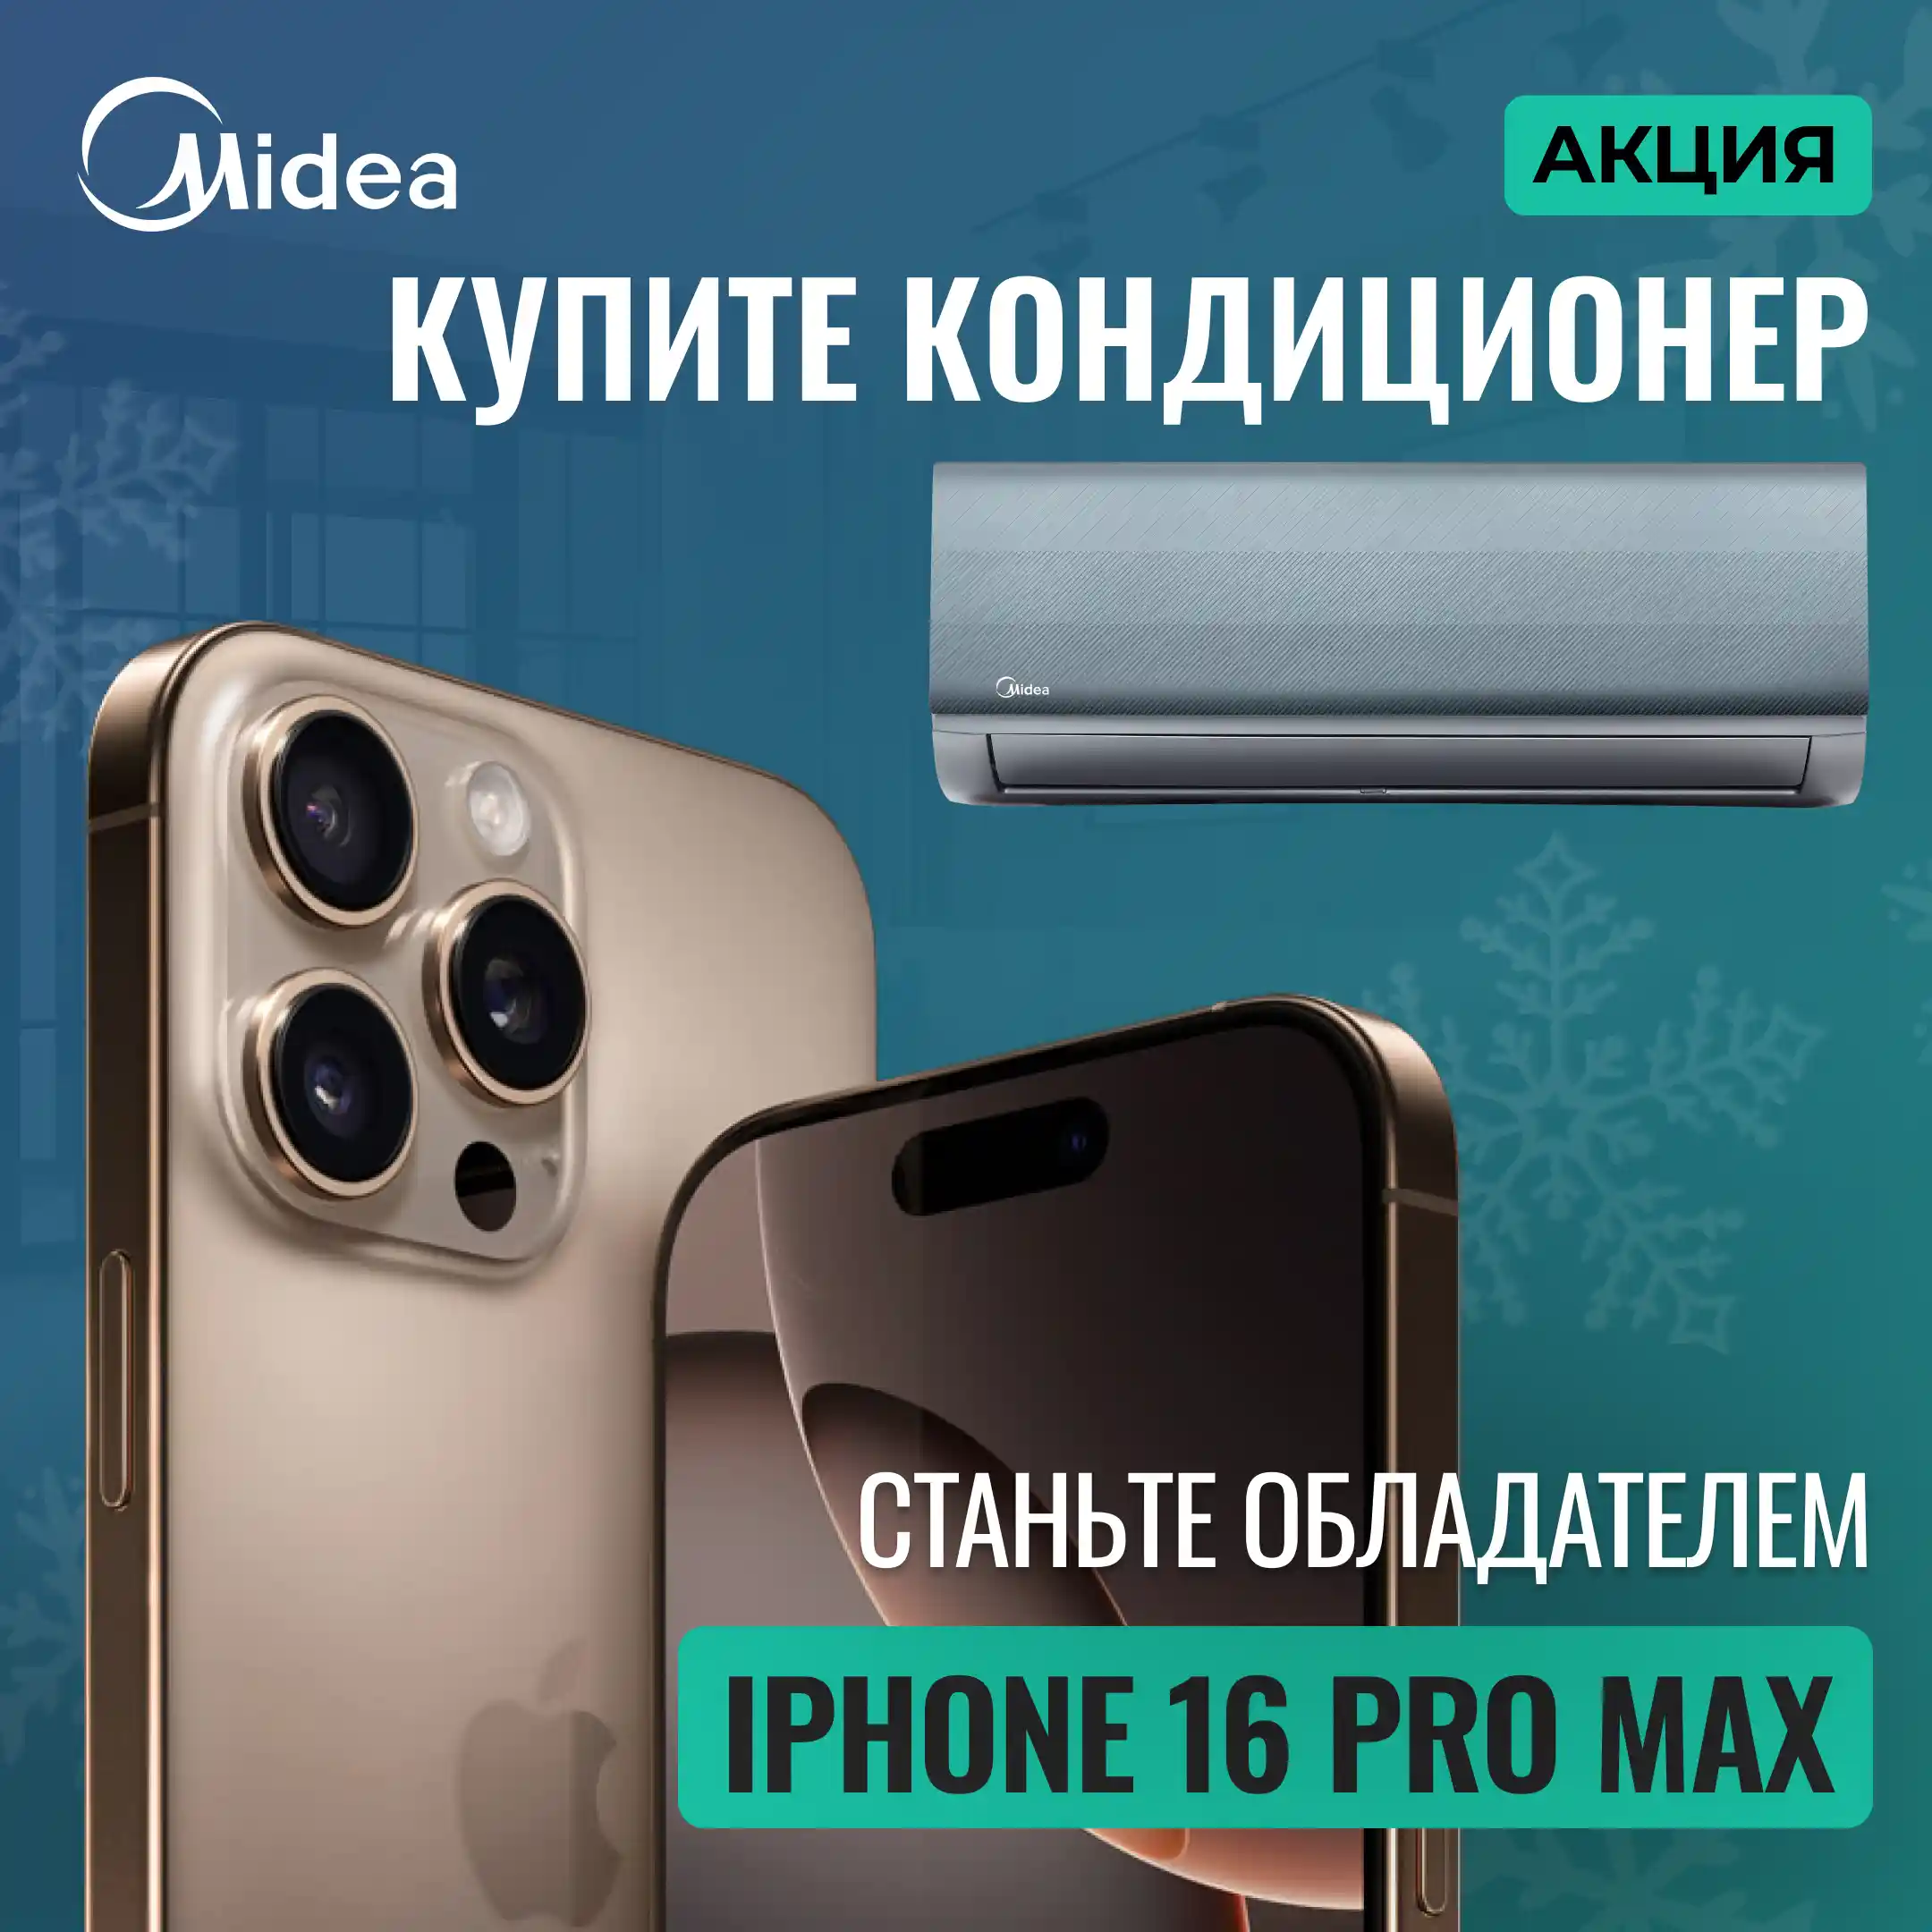 Midea
АКЦИЯ
КУПИТЕ КОНДИЦИОНЕР
Midea
СТАНЬТЕ ОБЛАДАТЕЛЕМ
IPHONE 16 PRO MAX